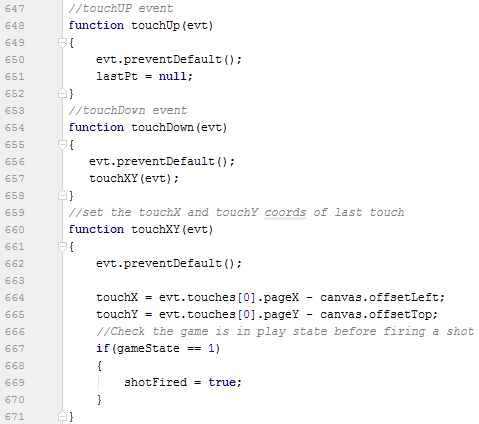 647 //touchUP event
648 function touchUp(evt)
649 {
650 evt.preventDefault();
651 lastPt = null;
652 }
653 //touchDown event
654 function touchDown(evt)
655 {
656 evt.preventDefault();
657 touchXY(evt);
658 }
659 //set the touchX and touchY coords of last touch
660 function touchXY(evt)
661 {
662 evt.preventDefault();
663
664 touchX = evt.touches[0].pageX - canvas.offsetLeft;
665 touchY = evt.touches[0].pageY - canvas.offsetTop;
666 //Check the game is in play state before firing a shot
667 if(gameState == 1)
668 {
669 shotFired = true;
670 }
671 }